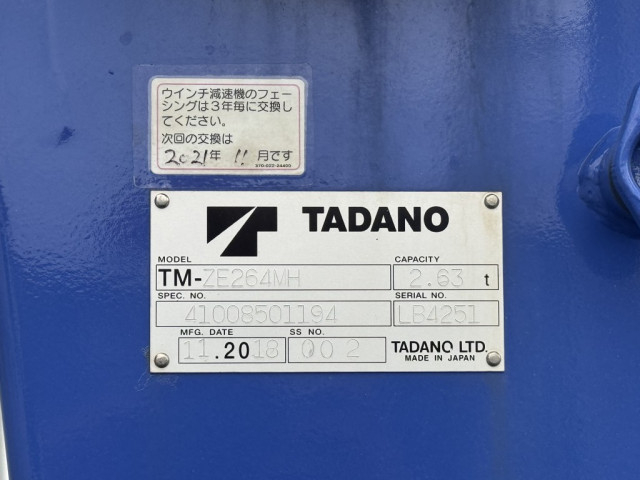 ウインチ減速機のフェー
シングは3年毎に交換し
てください。
次回の交換は
2021年 11月です
TADANO
MODEL CAPACITY
TM-ZE264MH 2.63 t
SPEC. NO. SERIAL NO.
41008501194 LB4251
MFG. DATE SS NO.
11.2018 002 TADANO LTD.
MADE IN JAPAN